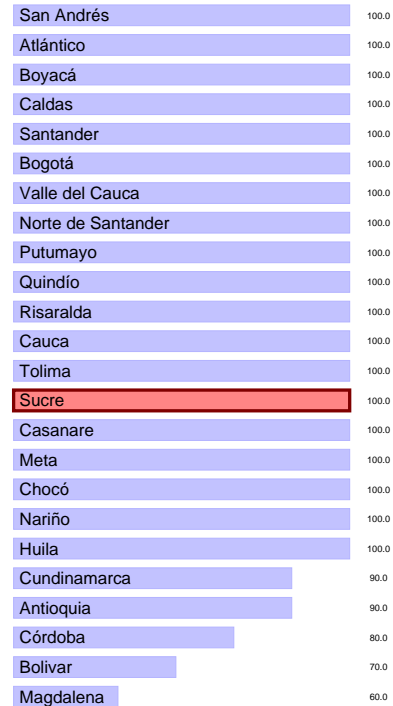 San Andrés 100.0
Atlántico 100.0
Boyacá 100.0
Caldas 100.0
Santander 100.0
Bogotá 100.0
Valle del Cauca 100.0
Norte de Santander 100.0
Putumayo 100.0
Quindío 100.0
Risaralda 100.0
Cauca 100.0
Tolima 100.0
Sucre 100.0
Casanare 100.0
Meta 100.0
Chocó 100.0
Nariño 100.0
Huila 100.0
Cundinamarca 90.0
Antioquia 90.0
Córdoba 80.0
Bolivar 70.0
Magdalena 60.0